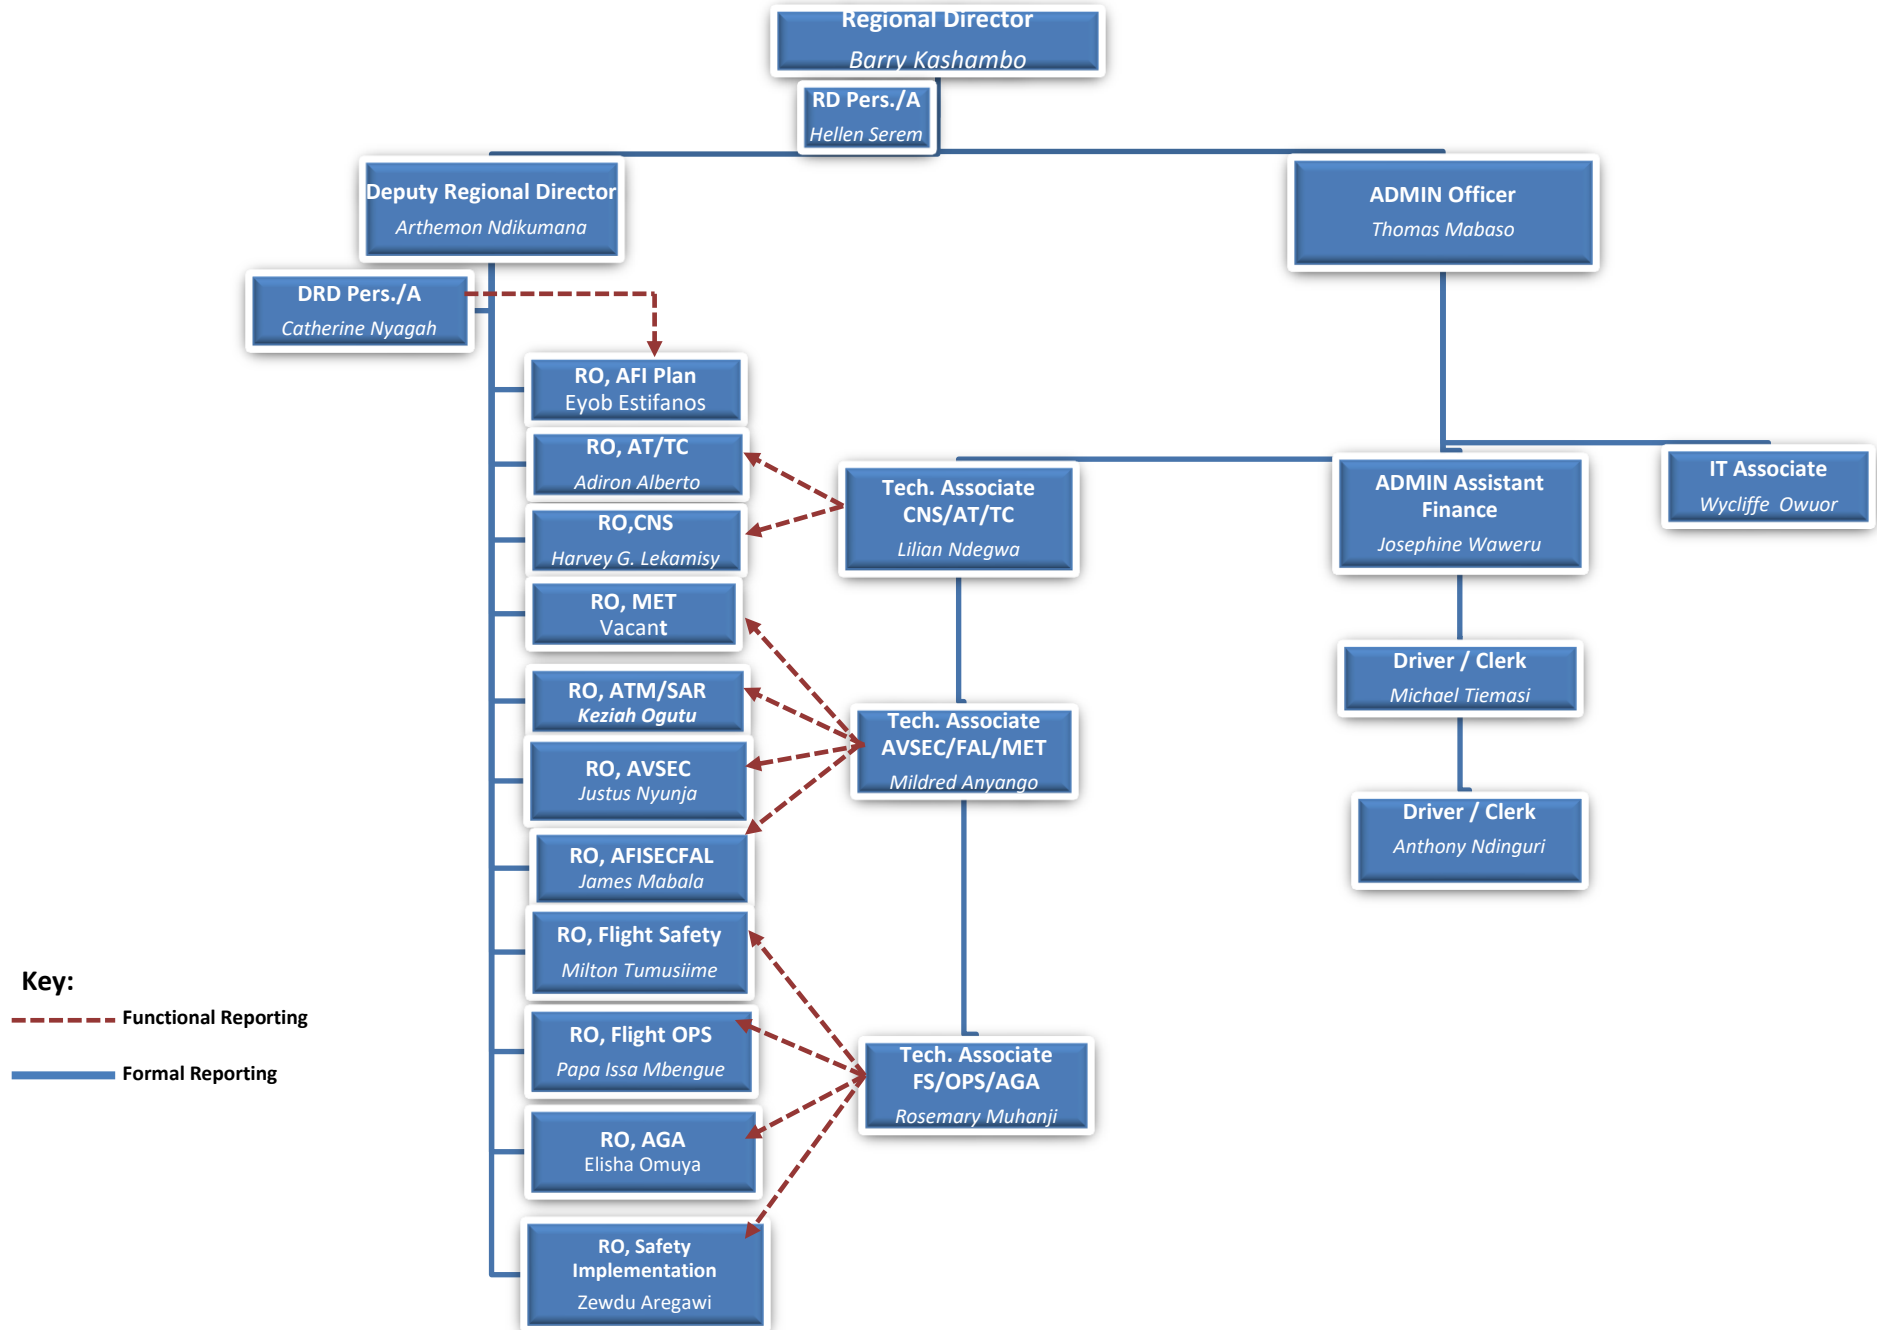 Regional Director
Barry Kashambo
RD Pers./A
Hellen Serem
Deputy Regional Director
Arthemon Ndikumana
ADMIN Officer
Thomas Mabaso
DRD Pers./A
Catherine Nyagah
RO, AFI Plan
Eyob Estifanos
RO, AT/TC
Adiron Alberto
RO,CNS
Harvey G. Lekamisy
RO, MET
Vacant
RO, ATM/SAR
Keziah Ogutu
RO, AVSEC
Justus Nyunja
RO, AFISECFAL
James Mabala
RO, Flight Safety
Milton Tumusiime
RO, Flight OPS
Papa Issa Mbengue
RO, AGA
Elisha Omuya
RO, Safety
Implementation
Zewdu Aregawi
Tech. Associate
CNS/AT/TC
Lilian Ndegwa
Tech. Associate
AVSEC/FAL/MET
Mildred Anyango
Tech. Associate
FS/OPS/AGA
Rosemary Muhanji
ADMIN Assistant
Finance
Josephine Waweru
IT Associate
Wycliffe Owuor
Driver / Clerk
Michael Tiemasi
Driver / Clerk
Anthony Ndinguri
Key:
Functional Reporting
Formal Reporting